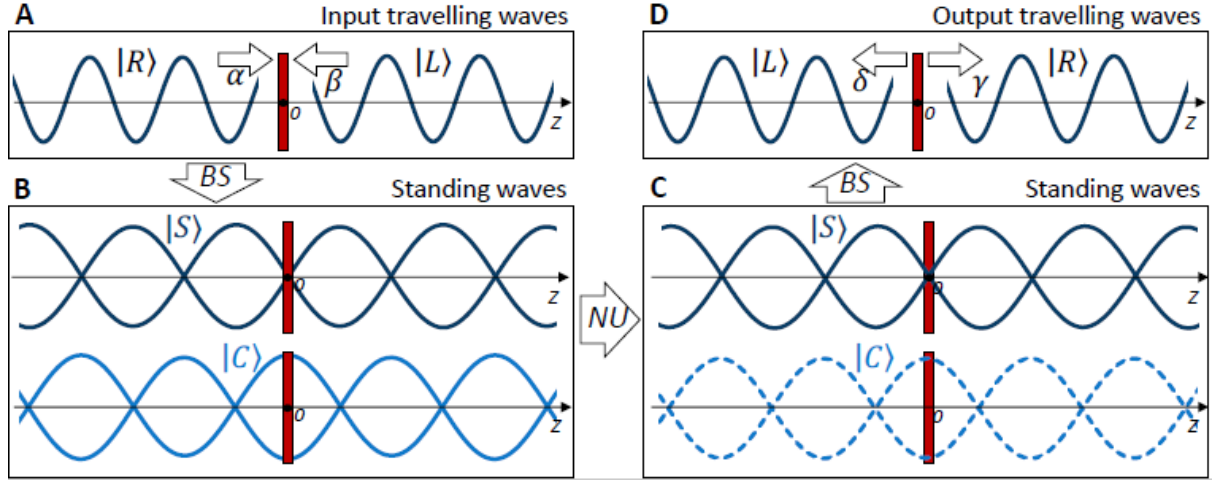 A Input travelling waves
|R⟩ α β |L⟩
o
z
BS
B Standing waves
|S⟩
o
z
|C⟩
o
z
NU
D Output travelling waves
|L⟩ δ γ |R⟩
o
z
BS
C Standing waves
|S⟩
o
z
|C⟩
o
z